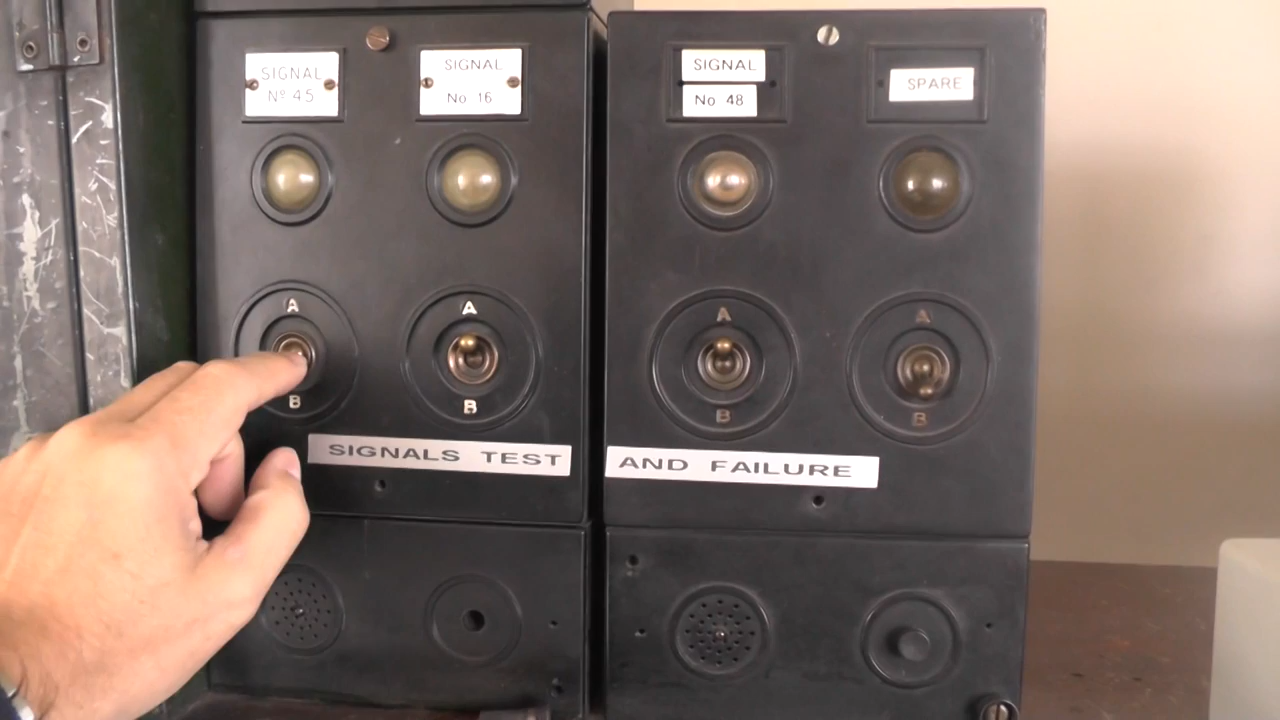 SIGNAL
Nº 45
SIGNAL
No 16
SIGNAL
No 48
SPARE
A
A
A
A
B
B
B
B
SIGNALS TEST
AND FAILURE